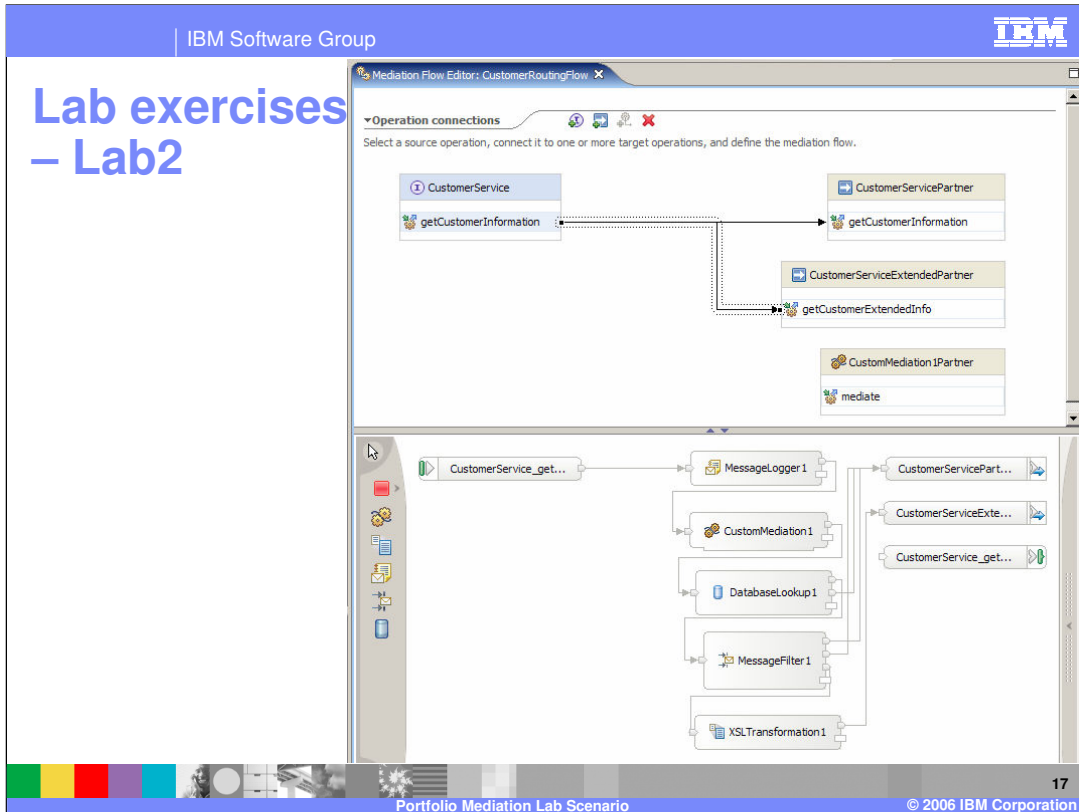 IBM Software Group
IBM
Lab exercises
– Lab2
Mediation Flow Editor: CustomerRoutingFlow
Operation connections
Select a source operation, connect it to one or more target operations, and define the mediation flow.
CustomerService
getCustomerInformation
CustomerServicePartner
getCustomerInformation
CustomerServiceExtendedPartner
getCustomerExtendedInfo
CustomMediation1Partner
mediate
CustomerService_get...
MessageLogger1
CustomerServicePart...
CustomMediation1
CustomerServiceExte...
CustomerService_get...
DatabaseLookup1
MessageFilter1
XSLTransformation1
17
Portfolio Mediation Lab Scenario
© 2006 IBM Corporation